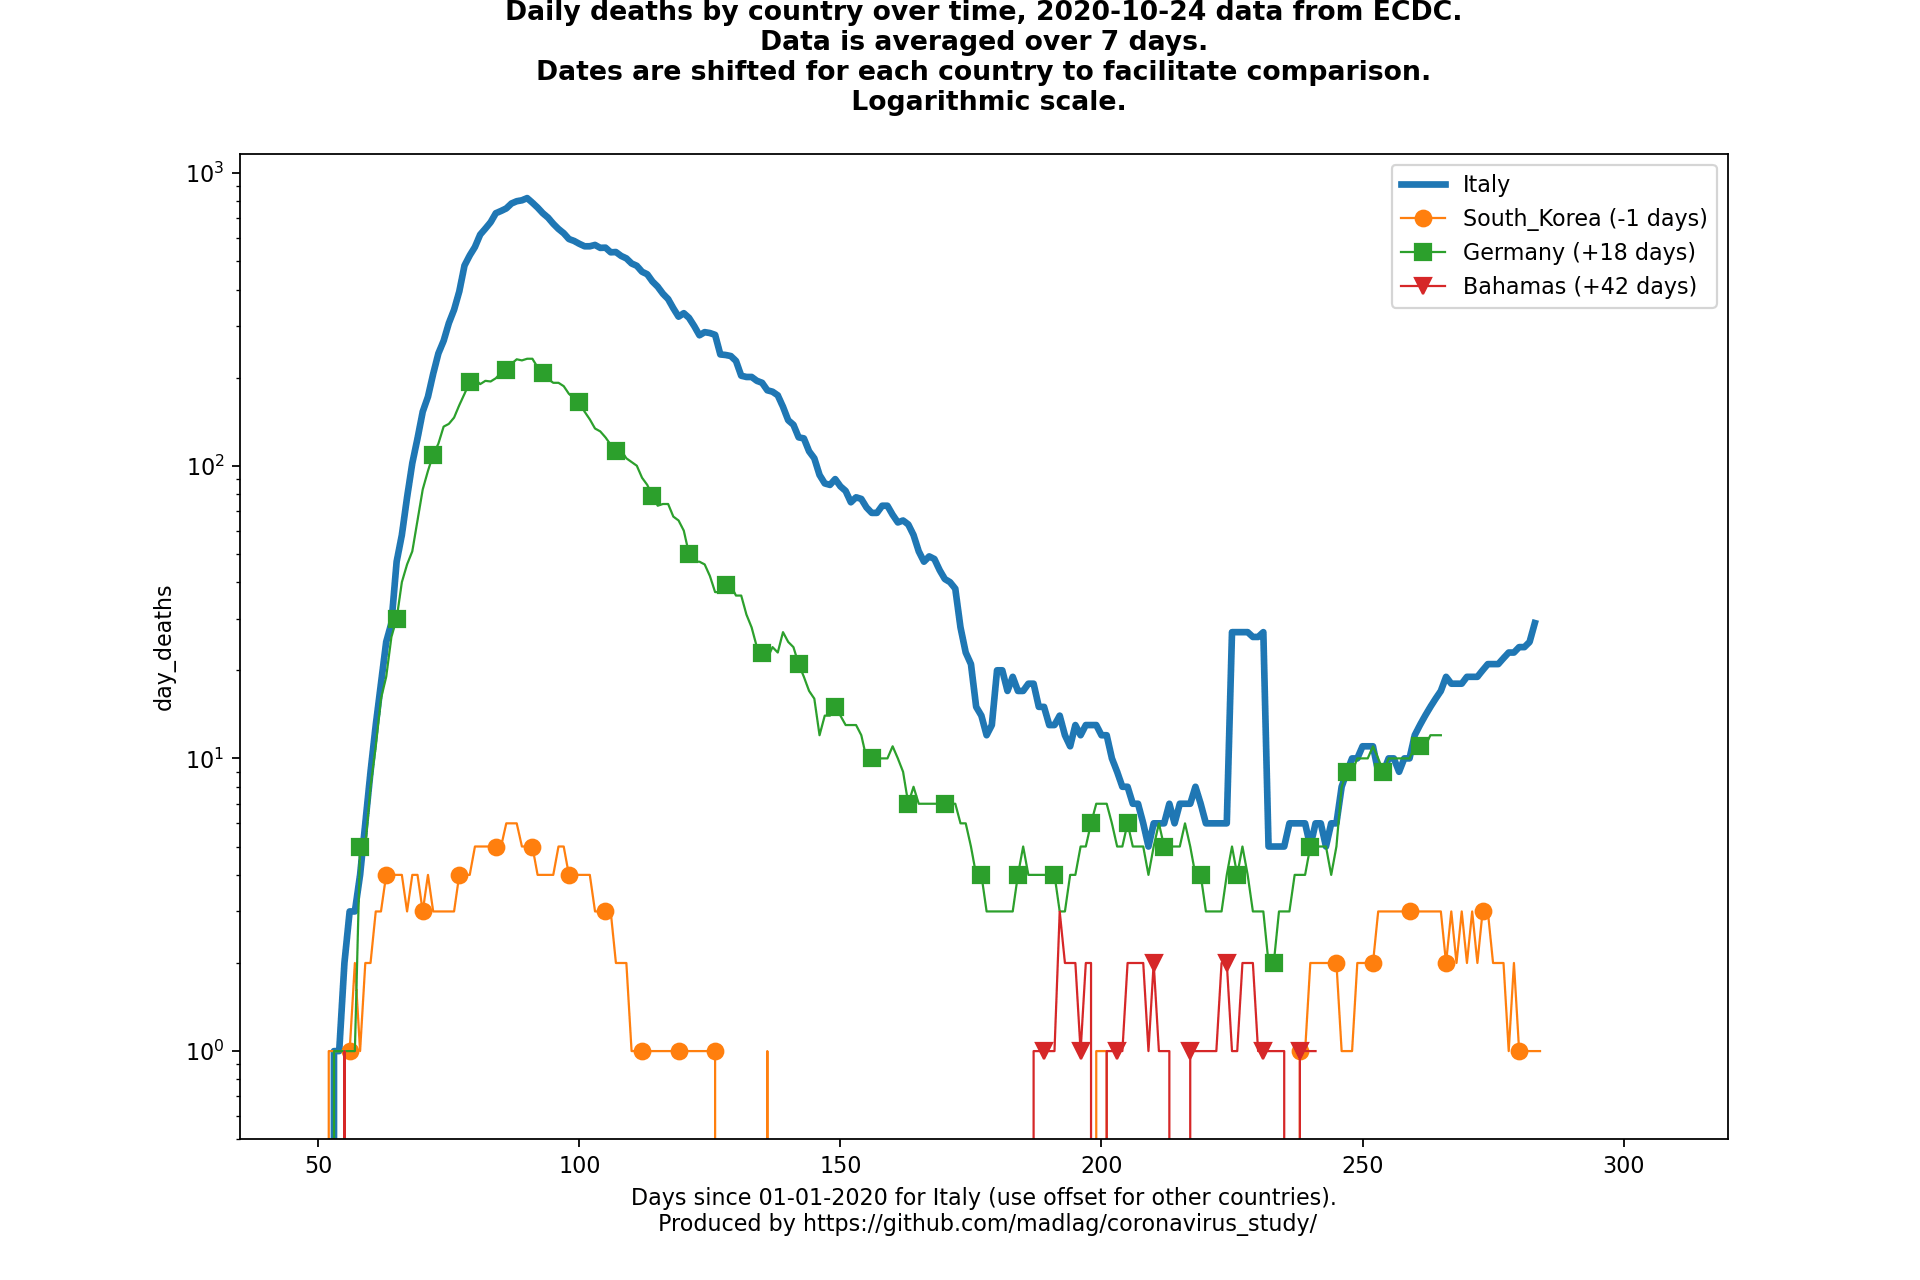 Daily deaths by country over time, 2020-10-24 data from ECDC.
Data is averaged over 7 days.
Dates are shifted for each country to facilitate comparison.
Logarithmic scale.
10³
10²
10¹
10⁰
day_deaths
Italy
South_Korea (-1 days)
Germany (+18 days)
Bahamas (+42 days)
50 100 150 200 250 300
Days since 01-01-2020 for Italy (use offset for other countries).
Produced by https://github.com/madlag/coronavirus_study/